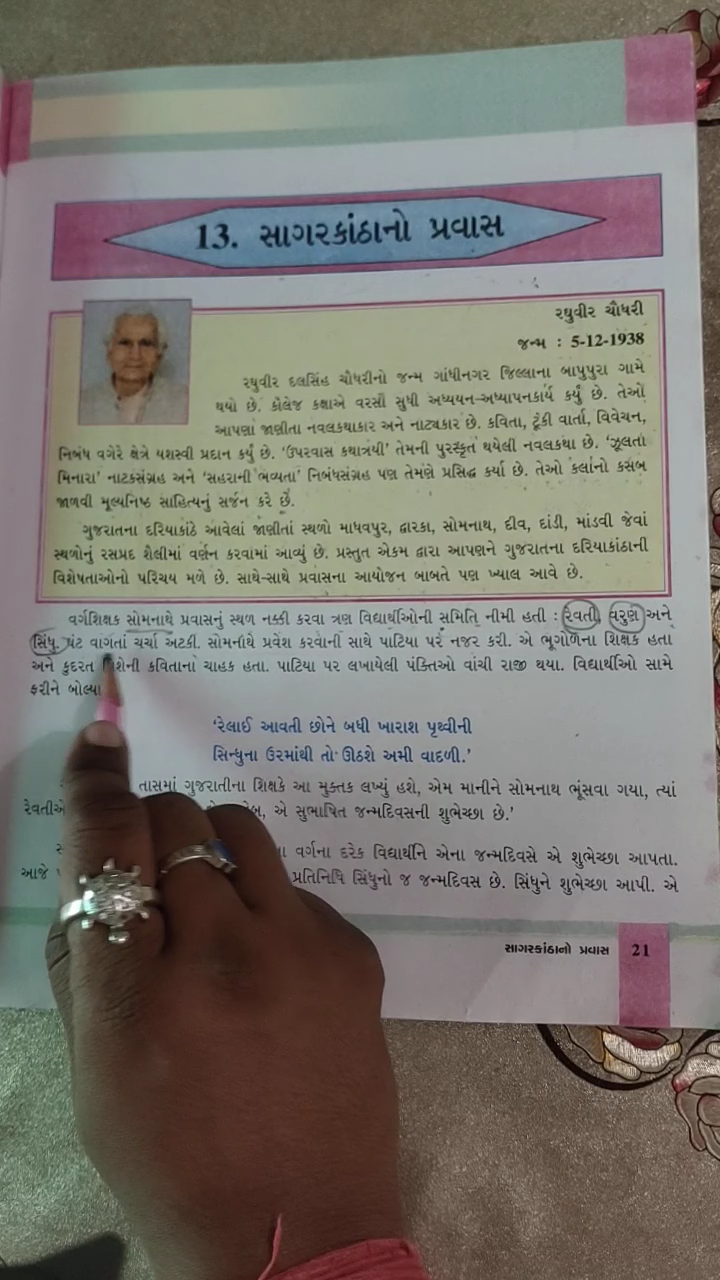 13. સાગરકાંઠાનો પ્રવાસ
રઘુવીર ચૌધરી
જન્મ : 5-12-1938
રઘુવીર દલસિંહ ચૌધરીનો જન્મ ગાંધીનગર જિલ્લાના બાપુપુરા ગામે
થયો છે. કૉલેજ કક્ષાએ વરસો સુધી અધ્યયન-અધ્યાપનકાર્ય કર્યું છે. તેઓ
આપણા જાણીતા નવલકથાકાર અને નાટ્યકાર છે. કવિતા, ટૂંકી વાર્તા, વિવેચન,
નિબંધ વગેરે ક્ષેત્રે યશસ્વી પ્રદાન કર્યું છે. ‘ઉપરવાસ કથાત્રયી’ તેમની પુરસ્કૃત થયેલી નવલકથા છે. ‘ઝૂલતા
મિનારા’ નાટકસંગ્રહ અને ‘સહરાની ભવ્યતા’ નિબંધસંગ્રહ પણ તેમણે પ્રસિદ્ધ કર્યા છે. તેઓ કલાનો કસબ
જાળવી મૂલ્યનિષ્ઠ સાહિત્યનું સર્જન કરે છે.
ગુજરાતના દરિયાકાંઠે આવેલાં જાણીતાં સ્થળો માધવપુર, દ્વારકા, સોમનાથ, દીવ, દાંડી, માંડવી જેવાં
સ્થળોનું રસપ્રદ શૈલીમાં વર્ણન કરવામાં આવ્યું છે. પ્રસ્તુત એકમ દ્વારા આપણને ગુજરાતના દરિયાકાંઠાની
વિશેષતાઓનો પરિચય મળે છે. સાથે-સાથે પ્રવાસના આયોજન બાબતે પણ ખ્યાલ આવે છે.
વર્ગશિક્ષક સોમનાથે પ્રવાસનું સ્થળ નક્કી કરવા ત્રણ વિદ્યાર્થીઓની સમિતિ નીમી હતી : રેવતી, વરુણ અને
સિંધુ. ઘંટ વાગતાં ચર્ચા અટકી. સોમનાથે પ્રવેશ કરવાની સાથે પાટિયા પર નજર કરી. એ ભૂગોળના શિક્ષક હતા
અને કુદરત વિશેની કવિતાના ચાહક હતા. પાટિયા પર લખાયેલી પંક્તિઓ વાંચી રાજી થયા. વિદ્યાર્થીઓ સામે
ફરીને બોલ્યા
‘રેલાઈ આવતી છોને બધી ખારાશ પૃથ્વીની
સિન્ધુના ઉરમાંથી તો ઊઠશે અમી વાદળી.’
તાસમાં ગુજરાતીના શિક્ષકે આ મુક્તક લખ્યું હશે, એમ માનીને સોમનાથ ભૂંસવા ગયા, ત્યાં
રેવતીએ એ સુભાષિત જન્મદિવસની શુભેચ્છા છે.’
વર્ગના દરેક વિદ્યાર્થીને એના જન્મદિવસે એ શુભેચ્છા આપતા.
આજે પ્રતિનિધિ સિંધુનો જ જન્મદિવસ છે. સિંધુને શુભેચ્છા આપી. એ
સાગરકાંઠાનો પ્રવાસ 21